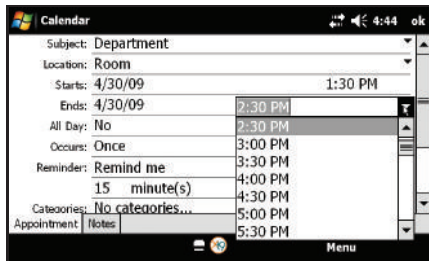 Calendar 4:44 ok
Subject: Department
Location: Room
Starts: 4/30/09 1:30 PM
Ends: 4/30/09 2:30 PM
All Day: No 2:30 PM
Occurs: Once 3:00 PM
3:30 PM
Reminder: Remind me 4:00 PM
15 minute(s) 4:30 PM
Categories: No categories... 5:00 PM
Appointment Notes 5:30 PM
Menu